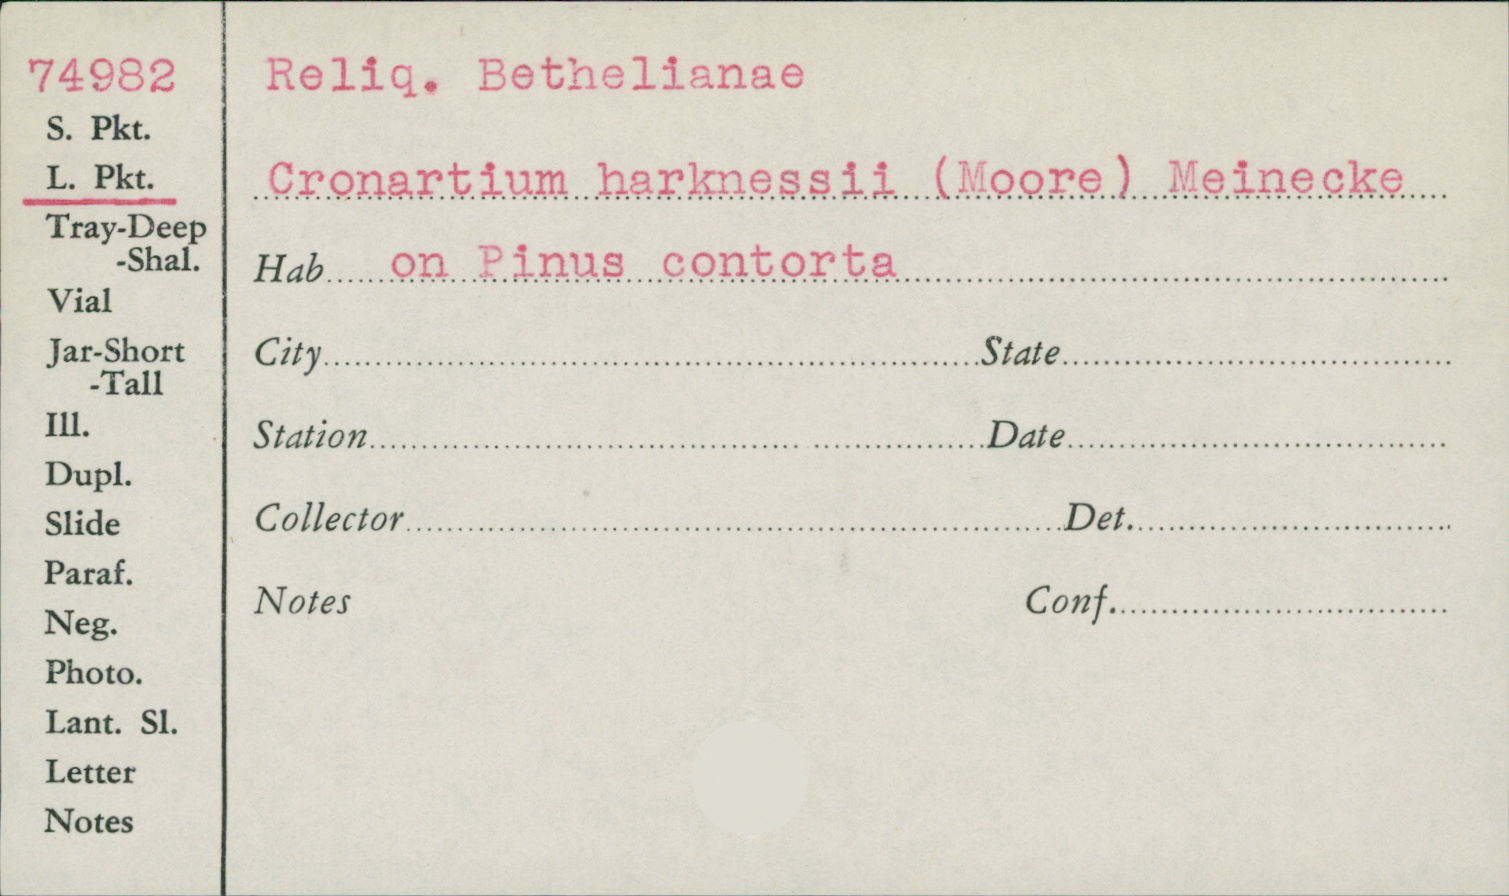 74982
S. Pkt.
L. Pkt.
Tray-Deep
-Shal.
Vial
Jar-Short
-Tall
Ill.
Dupl.
Slide
Paraf.
Neg.
Photo.
Lant. Sl.
Letter
Notes
Reliq. Bethelianae
Cronartium harknessii (Moore) Meinecke
Hab on Pinus contorta
City State
Station Date
Collector Det.
Notes Conf.